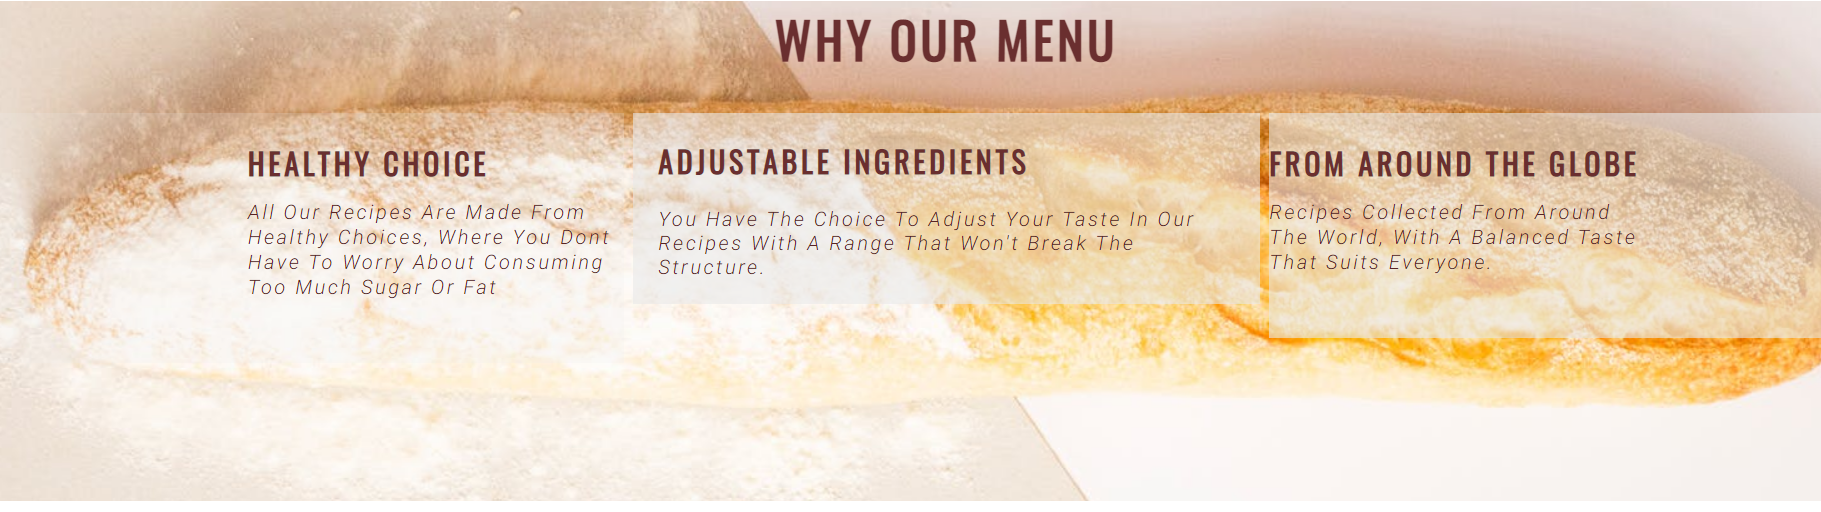 WHY OUR MENU
HEALTHY CHOICE
All Our Recipes Are Made From
Healthy Choices, Where You Dont
Have To Worry About Consuming
Too Much Sugar Or Fat
ADJUSTABLE INGREDIENTS
You Have The Choice To Adjust Your Taste In Our
Recipes With A Range That Won't Break The
Structure.
FROM AROUND THE GLOBE
Recipes Collected From Around
The World, With A Balanced Taste
That Suits Everyone.